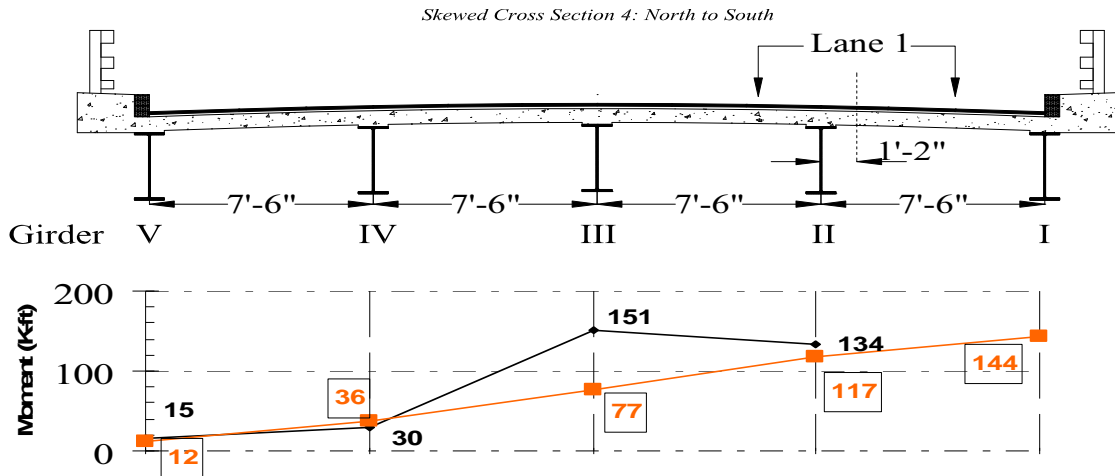 Skewed Cross Section 4: North to South
Lane 1
1'-2"
7'-6" 7'-6" 7'-6" 7'-6"
Girder V IV III II I
200
151
134
144
100
36
117
15
77
30
0
12
Moment (K-ft)